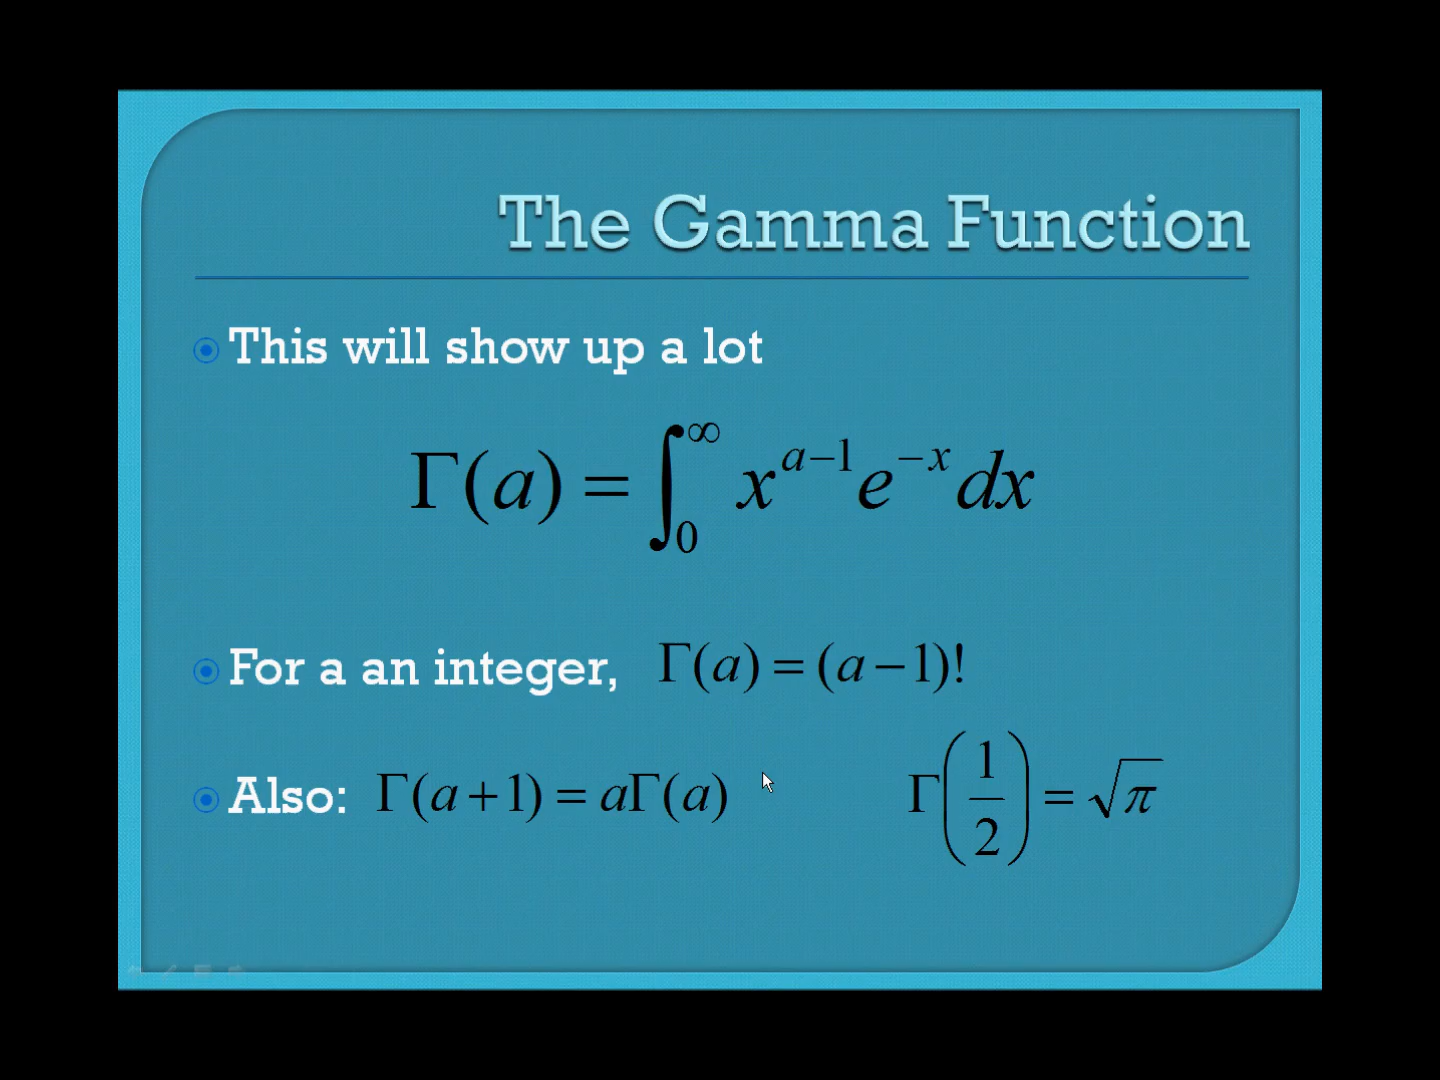 The Gamma Function
This will show up a lot
Γ(a) = ∫₀^∞ x^{a−1} e^{−x} dx
For a an integer, Γ(a) = (a − 1)!
Also: Γ(a + 1) = aΓ(a) Γ(1/2) = √π